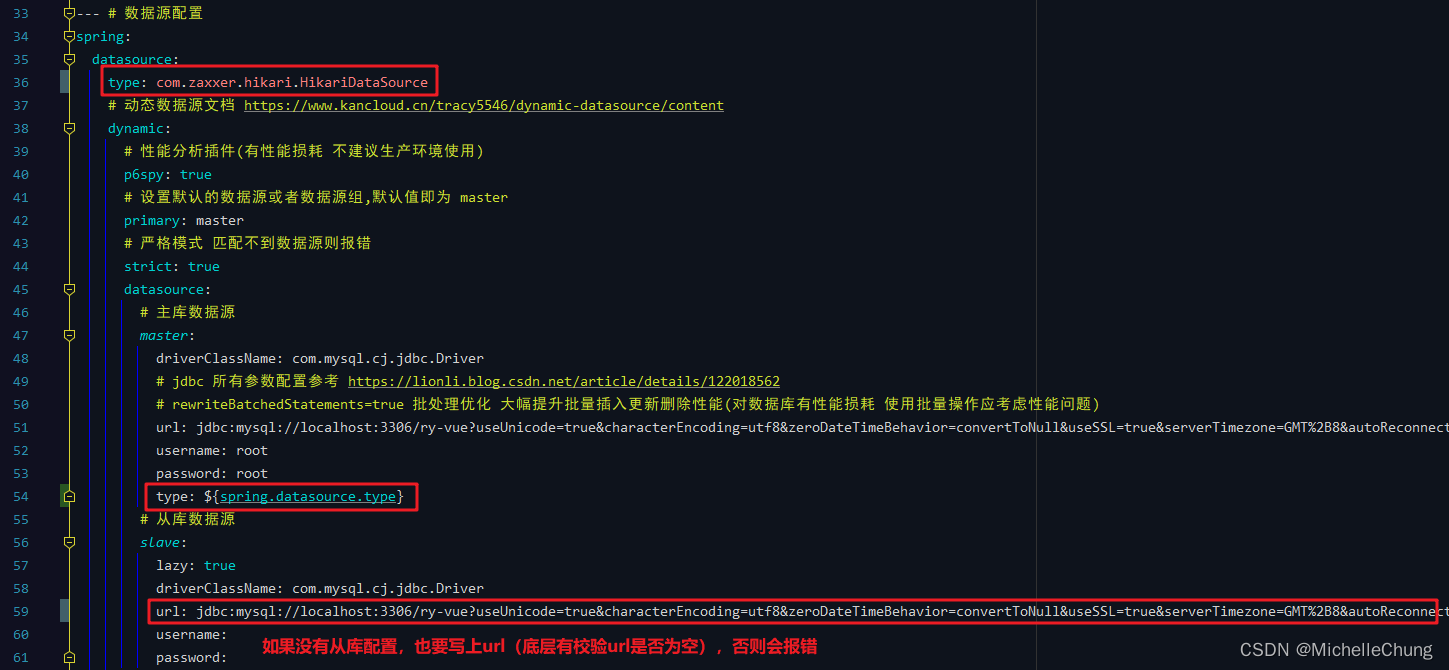 33 --- # 数据源配置
34 spring:
35 datasource:
36 type: com.zaxxer.hikari.HikariDataSource
37 # 动态数据源文档 https://www.kancloud.cn/tracy5546/dynamic-datasource/content
38 dynamic:
39 # 性能分析插件(有性能损耗 不建议生产环境使用)
40 p6spy: true
41 # 设置默认的数据源或者数据源组,默认值即为 master
42 primary: master
43 # 严格模式 匹配不到数据源则报错
44 strict: true
45 datasource:
46 # 主库数据源
47 master:
48 driverClassName: com.mysql.cj.jdbc.Driver
49 # jdbc 所有参数配置参考 https://lionli.blog.csdn.net/article/details/122018562
50 # rewriteBatchedStatements=true 批处理优化 大幅提升批量插入更新删除性能(对数据库有性能损耗 使用批量操作应考虑性能问题)
51 url: jdbc:mysql://localhost:3306/ry-vue?useUnicode=true&characterEncoding=utf8&zeroDateTimeBehavior=convertToNull&useSSL=true&serverTimezone=GMT%2B8&autoReconnect
52 username: root
53 password: root
54 type: ${spring.datasource.type}
55 # 从库数据源
56 slave:
57 lazy: true
58 driverClassName: com.mysql.cj.jdbc.Driver
59 url: jdbc:mysql://localhost:3306/ry-vue?useUnicode=true&characterEncoding=utf8&zeroDateTimeBehavior=convertToNull&useSSL=true&serverTimezone=GMT%2B8&autoReconnect
60 username:
如果没有从库配置，也要写上url（底层有校验url是否为空），否则会报错
61 password:
CSDN @MichelleChung